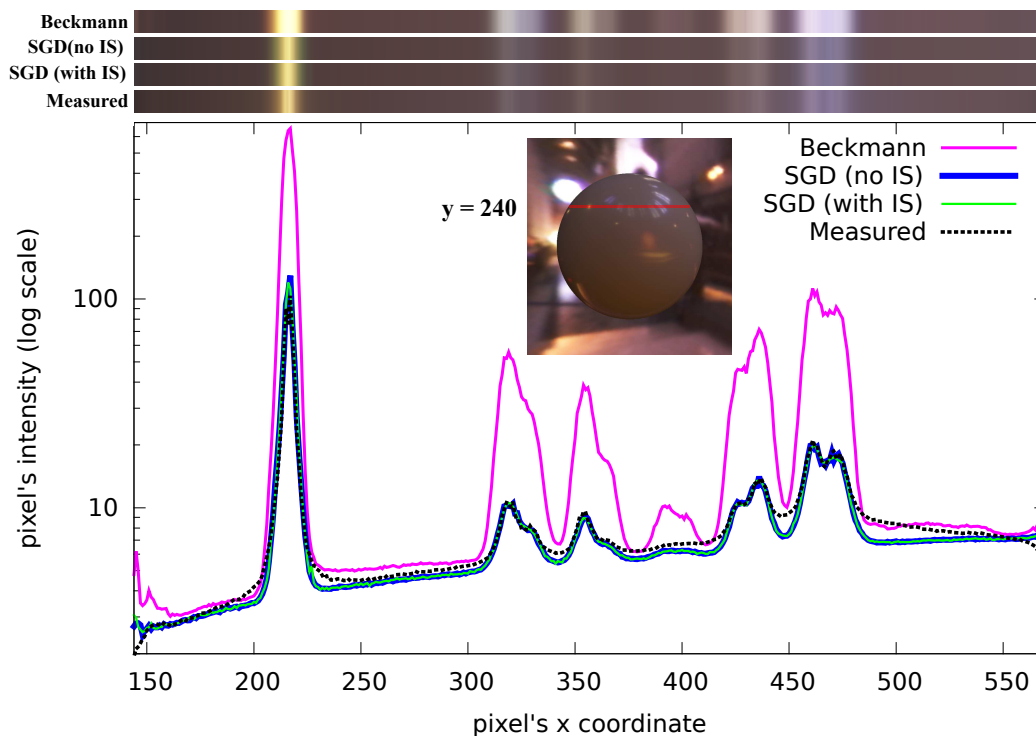 Beckmann
SGD(no IS)
SGD (with IS)
Measured
Beckmann
SGD (no IS)
SGD (with IS)
Measured
y = 240
100
10
pixel's intensity (log scale)
150 200 250 300 350 400 450 500 550
pixel's x coordinate